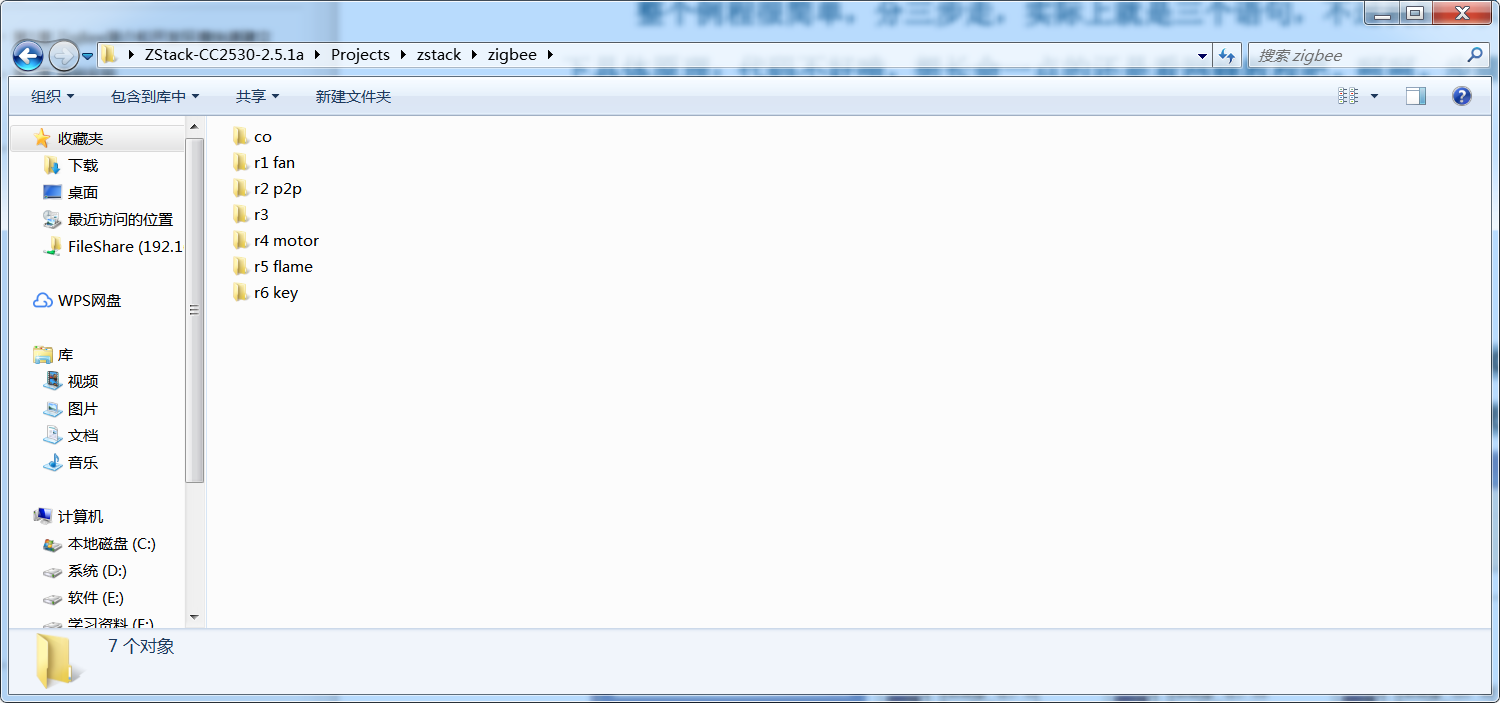 整个例程很简单，分三步走，实际上就是三个语句，不
ZStack-CC2530-2.5.1a Projects zstack zigbee
搜索 zigbee
组织 包含到库中 共享 新建文件夹
收藏夹
下载
桌面
最近访问的位置
FileShare (192.1
WPS网盘
库
视频
图片
文档
音乐
计算机
本地磁盘 (C:)
系统 (D:)
软件 (E:)
学习资料 (F:)
co
r1 fan
r2 p2p
r3
r4 motor
r5 flame
r6 key
7 个对象